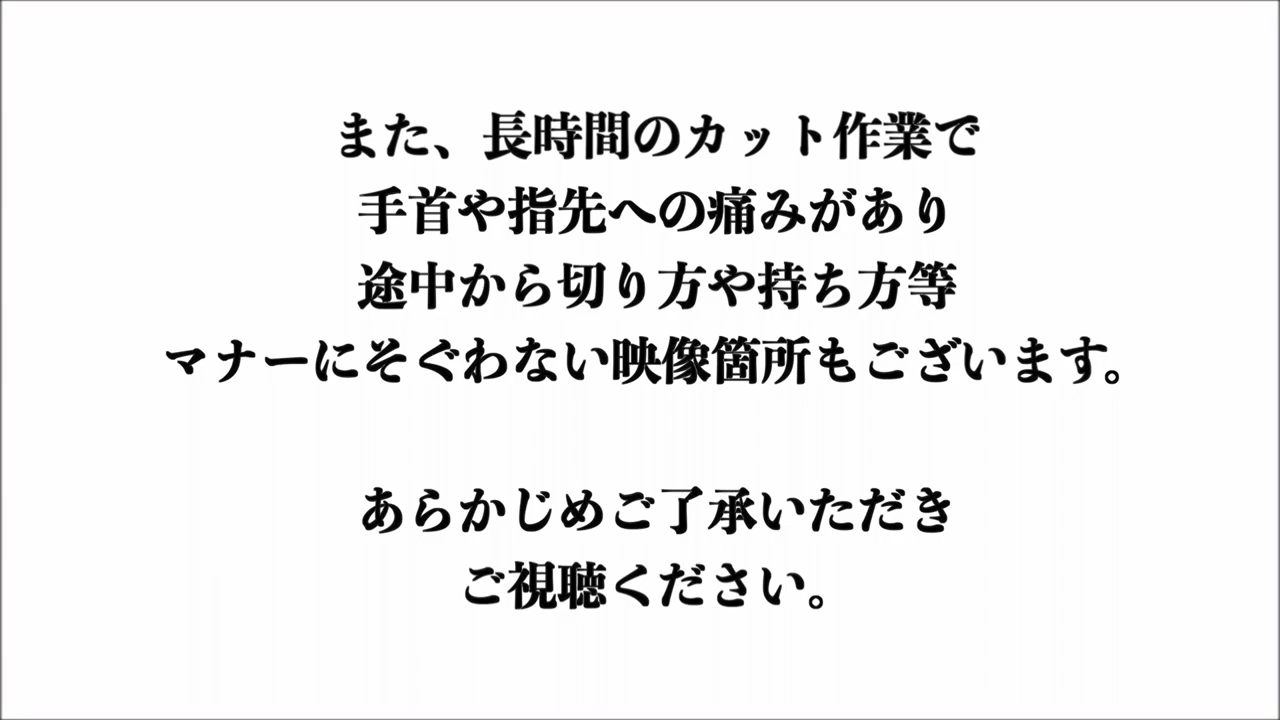 また、長時間のカット作業で
手首や指先への痛みがあり
途中から切り方や持ち方等
マナーにそぐわない映像箇所もございます。
あらかじめご了承いただき
ご視聴ください。